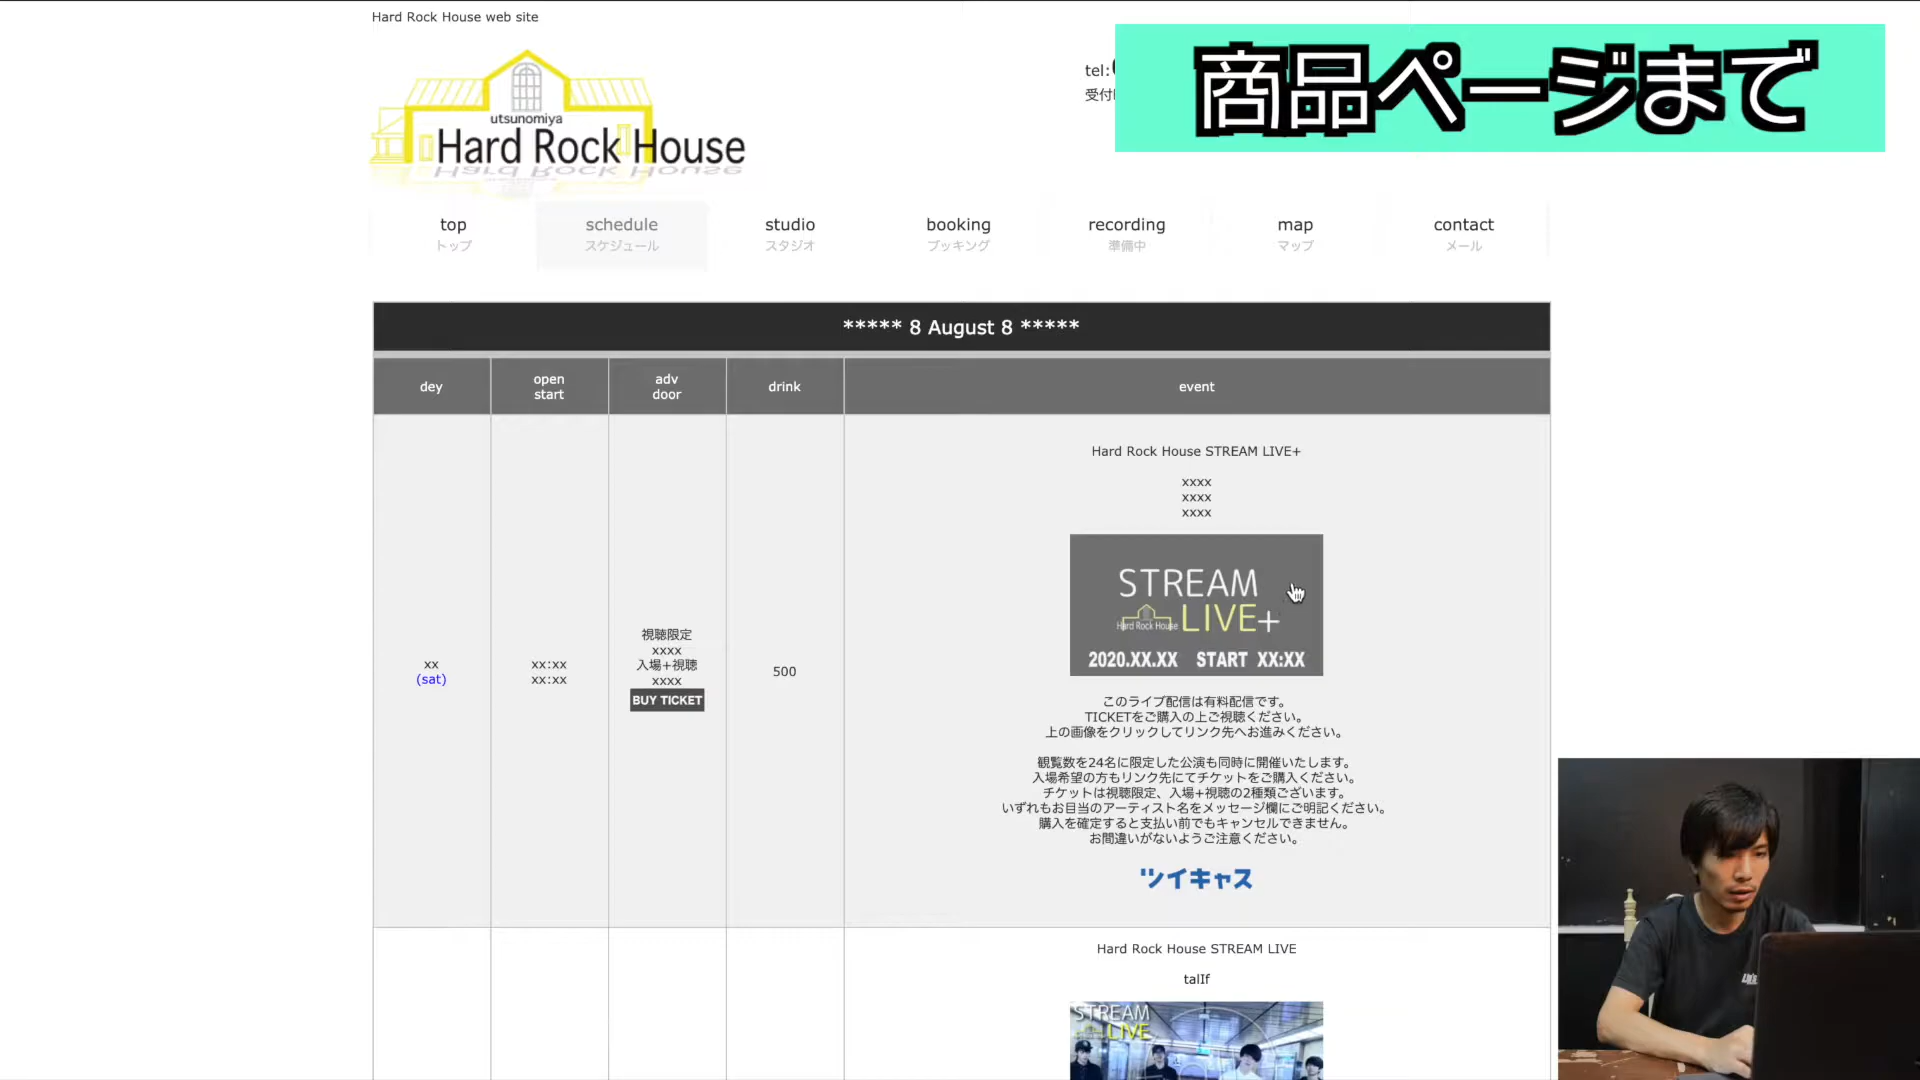 Hard Rock House web site
utsunomiya
Hard Rock House
tel:
受付
商品ページまで
top
トップ
schedule
スケジュール
studio
スタジオ
booking
ブッキング
recording
準備中
map
マップ
contact
メール
***** 8 August 8 *****
dey
open
start
adv
door
drink
event
xx
(sat)
xx:xx
xx:xx
視聴限定
xxxx
入場+視聴
xxxx
BUY TICKET
500
Hard Rock House STREAM LIVE+
xxxx
xxxx
xxxx
STREAM
Hard Rock House LIVE+
2020.XX.XX START XX:XX
このライブ配信は有料配信です。
TICKETをご購入の上ご視聴ください。
上の画像をクリックしてリンク先へお進みください。
観覧数を24名に限定した公演も同時に開催いたします。
入場希望の方もリンク先にてチケットをご購入ください。
チケットは視聴限定、入場+視聴の2種類ございます。
いずれもお目当のアーティスト名をメッセージ欄にご明記ください。
購入を確定すると支払い前でもキャンセルできません。
お間違いがないようご注意ください。
ツイキャス
Hard Rock House STREAM LIVE
talIf
STREAM
LIVE